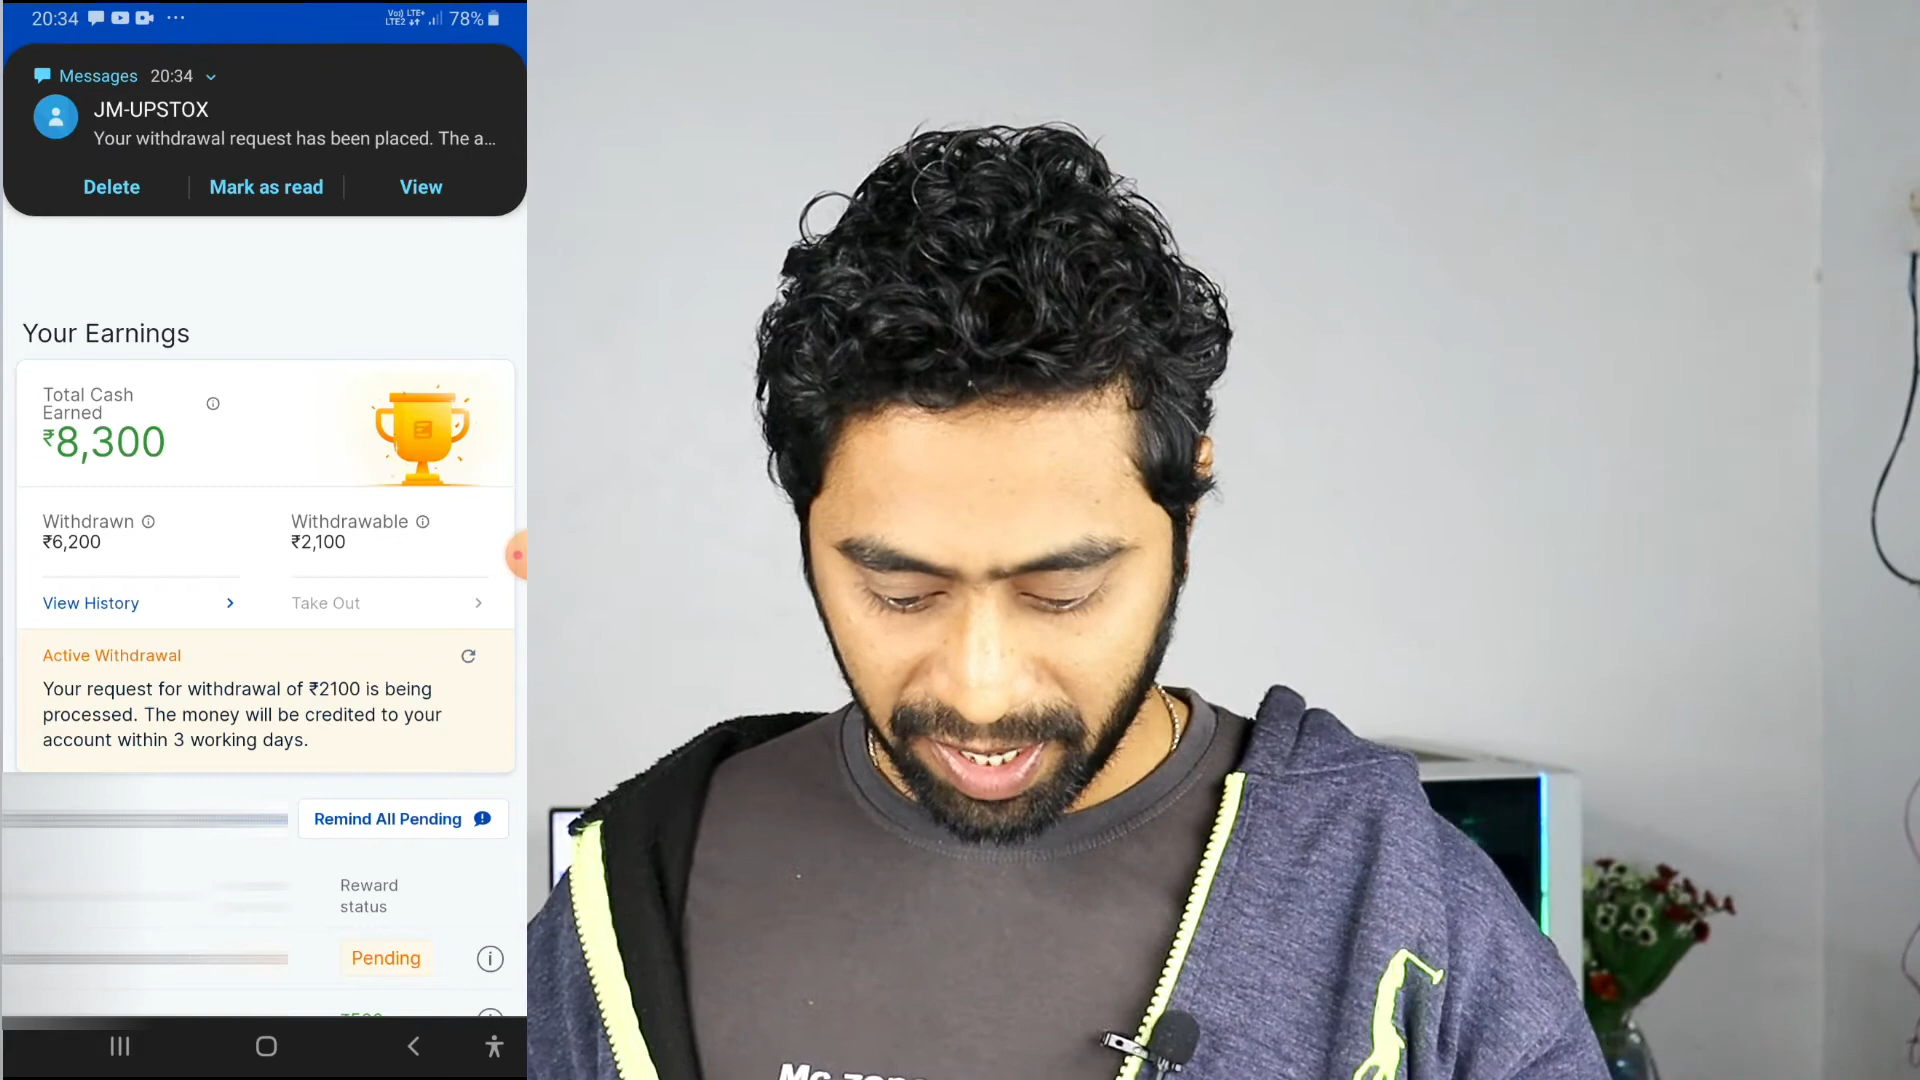 20:34
Vo)) LTE+
LTE2
78%
Messages 20:34
JM-UPSTOX
Your withdrawal request has been placed. The a...
Delete
Mark as read
View
Your Earnings
Total Cash
Earned
₹8,300
Withdrawn
₹6,200
Withdrawable
₹2,100
View History
Take Out
Active Withdrawal
Your request for withdrawal of ₹2100 is being
processed. The money will be credited to your
account within 3 working days.
Remind All Pending
Reward
status
Pending